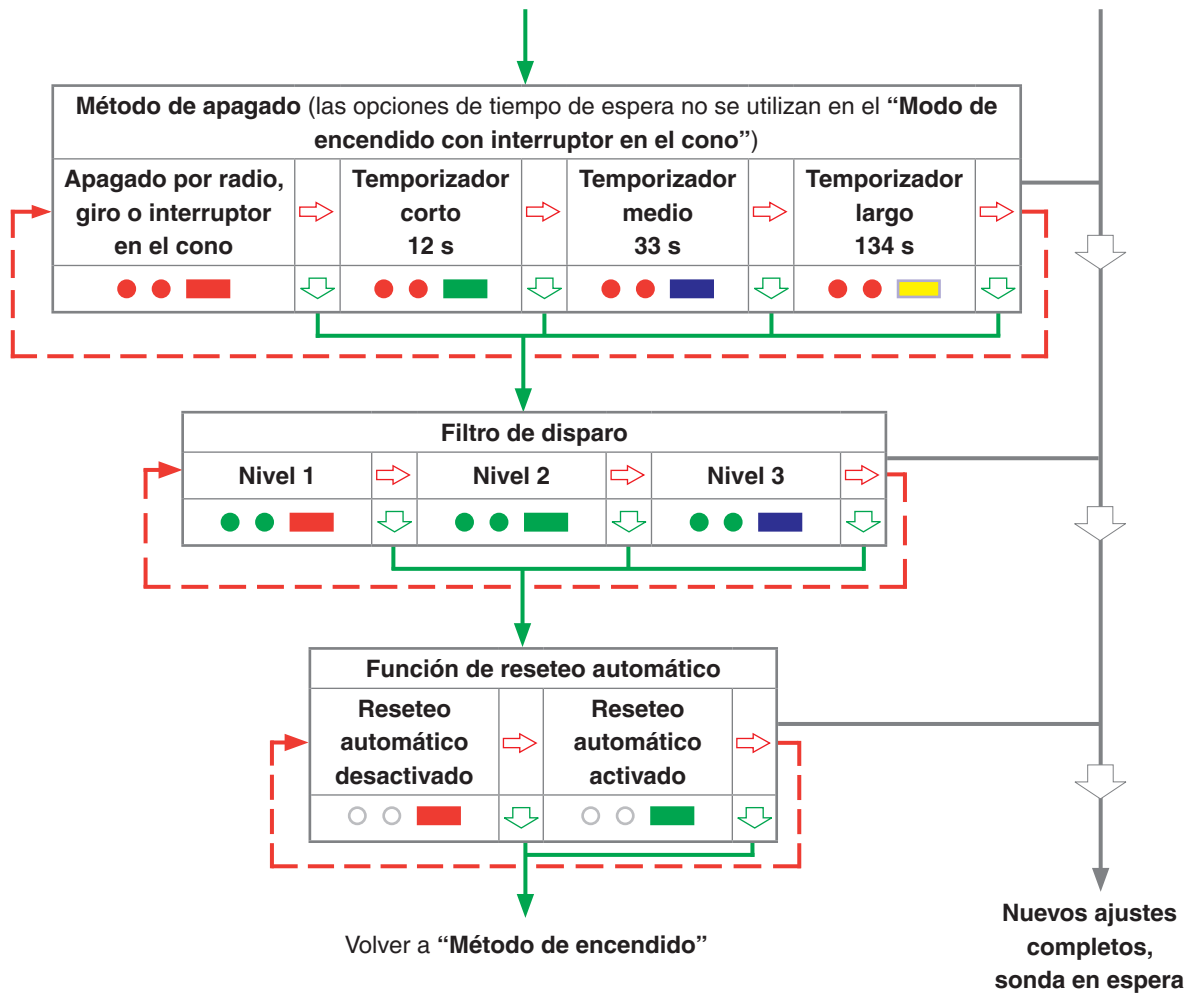 Método de apagado (las opciones de tiempo de espera no se utilizan en el “Modo de
encendido con interruptor en el cono”)
Apagado por radio,
giro o interruptor
en el cono
Temporizador
corto
12 s
Temporizador
medio
33 s
Temporizador
largo
134 s
Filtro de disparo
Nivel 1
Nivel 2
Nivel 3
Función de reseteo automático
Reseteo
automático
desactivado
Reseteo
automático
activado
Volver a “Método de encendido”
Nuevos ajustes
completos,
sonda en espera